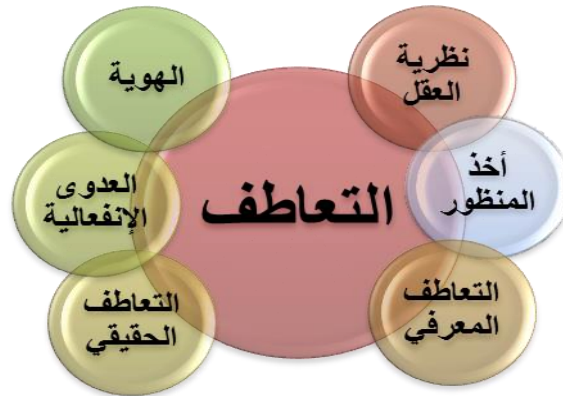 نظرية
العقل
أخذ
المنظور
التعاطف
المعرفي
التعاطف
الهوية
العدوى
الإنفعالية
التعاطف
الحقيقي